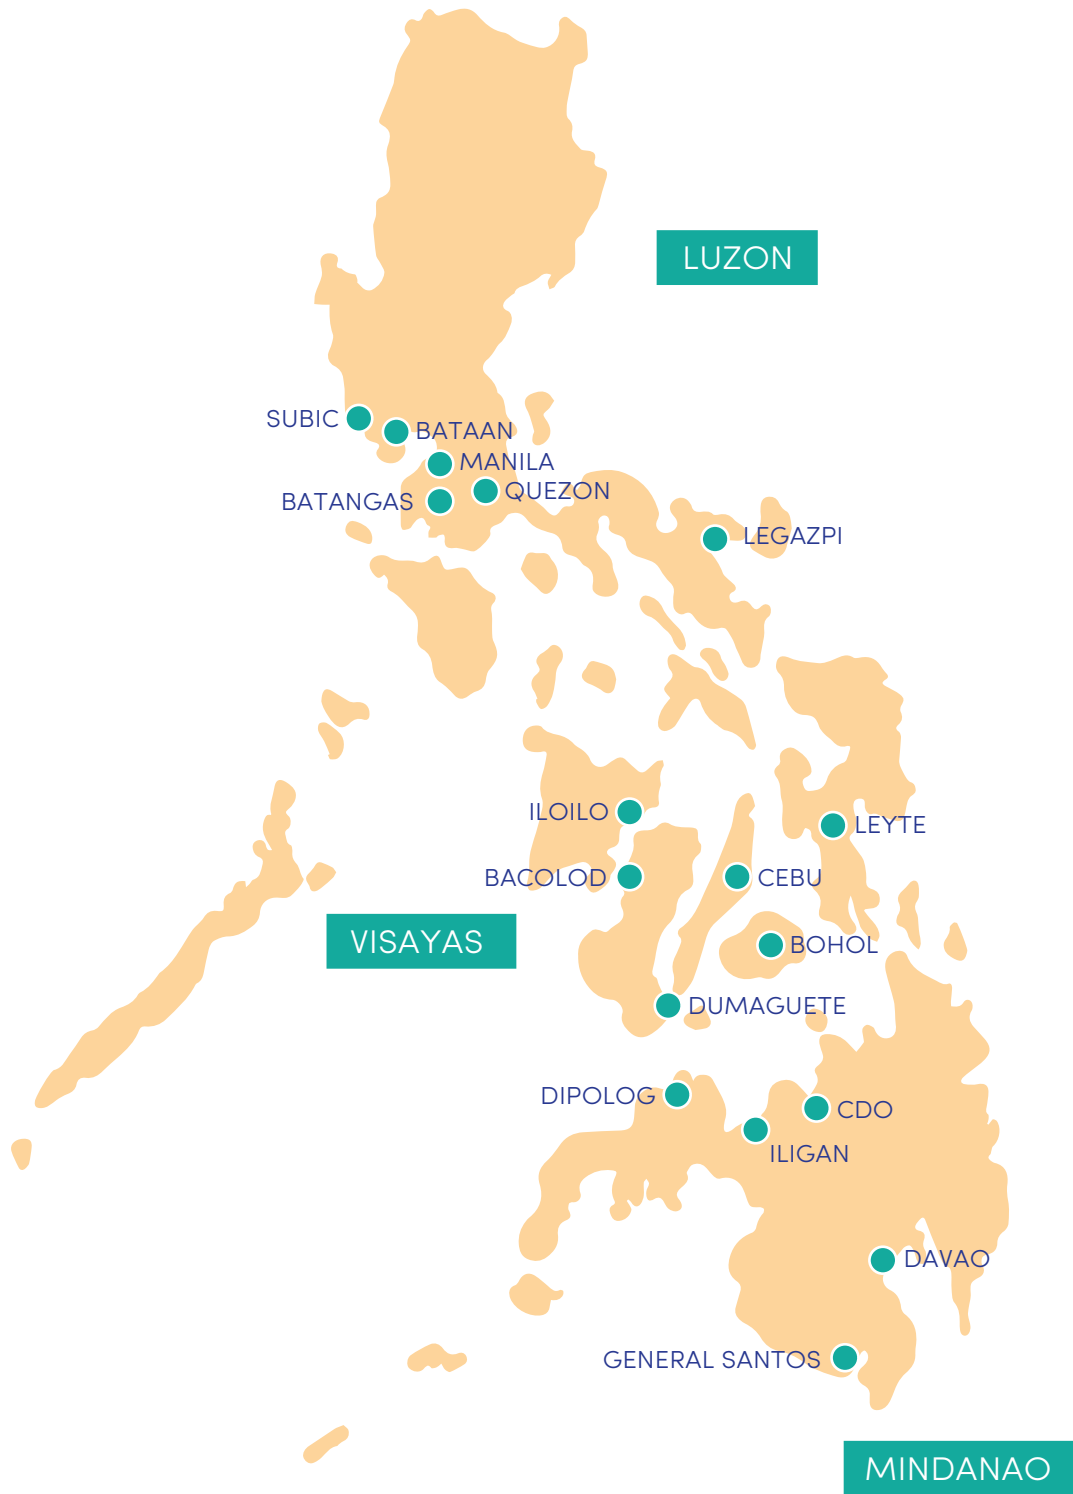 LUZON
SUBIC
BATAAN
MANILA
QUEZON
BATANGAS
LEGAZPI
ILOILO
LEYTE
BACOLOD
CEBU
VISAYAS
BOHOL
DUMAGUETE
DIPOLOG
CDO
ILIGAN
DAVAO
GENERAL SANTOS
MINDANAO